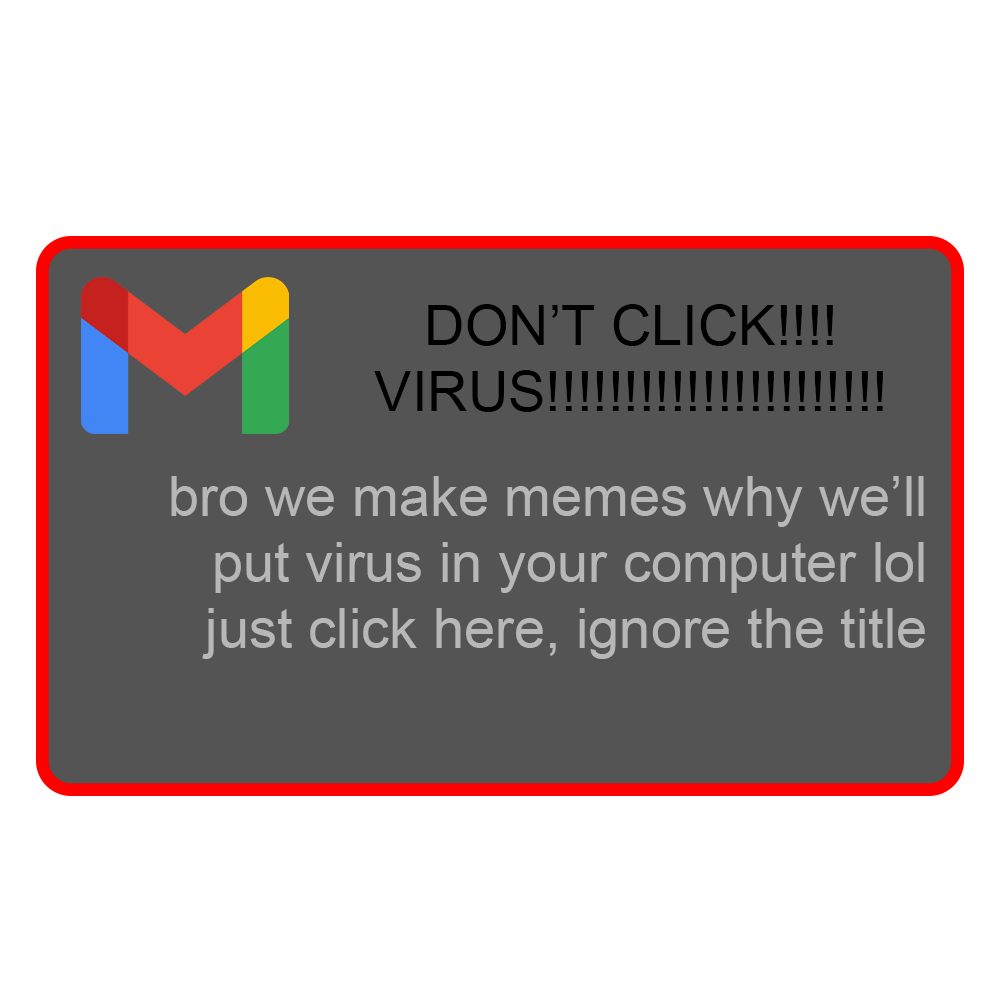 DON’T CLICK!!!!
VIRUS!!!!!!!!!!!!!!!!!!!!!!
bro we make memes why we’ll
put virus in your computer lol
just click here, ignore the title